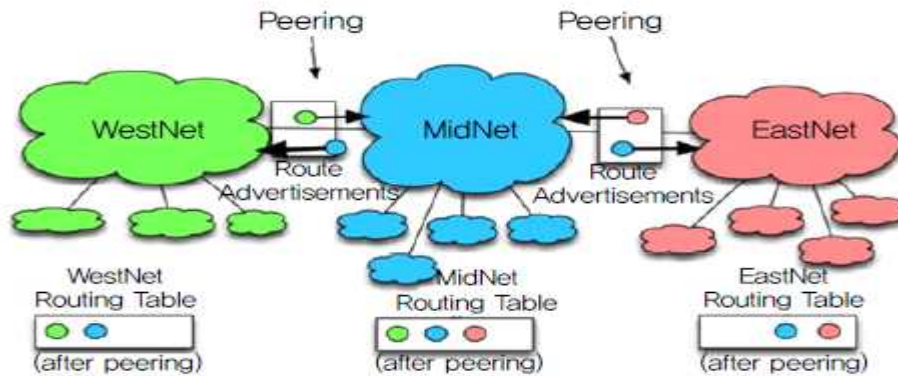 Peering
Peering
WestNet
MidNet
EastNet
Route
Advertisements
Route
Advertisements
WestNet
Routing Table
(after peering)
MidNet
Routing Table
(after peering)
EastNet
Routing Table
(after peering)